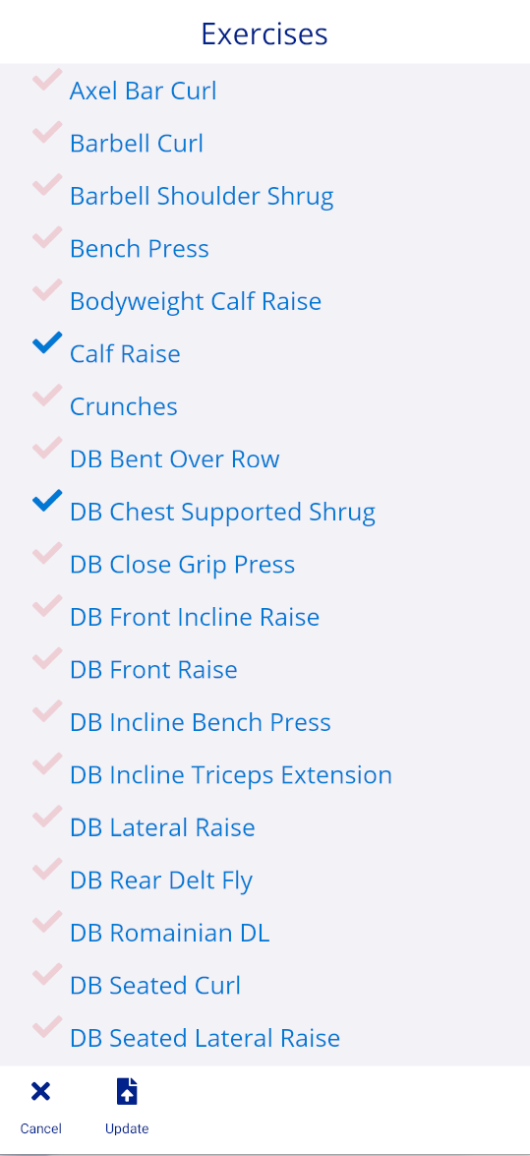 Exercises
Axel Bar Curl
Barbell Curl
Barbell Shoulder Shrug
Bench Press
Bodyweight Calf Raise
Calf Raise
Crunches
DB Bent Over Row
DB Chest Supported Shrug
DB Close Grip Press
DB Front Incline Raise
DB Front Raise
DB Incline Bench Press
DB Incline Triceps Extension
DB Lateral Raise
DB Rear Delt Fly
DB Romainian DL
DB Seated Curl
DB Seated Lateral Raise
Cancel Update